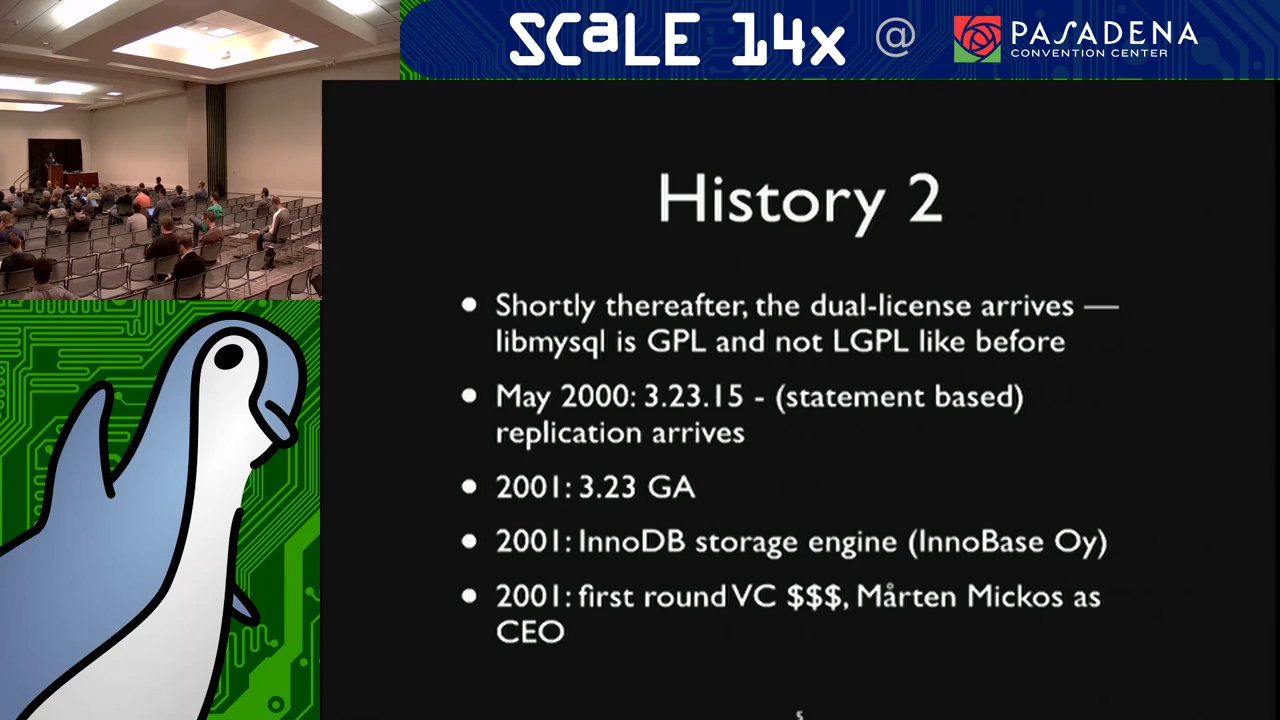 SCaLE 14x @ PASADENA
CONVENTION CENTER
History 2
• Shortly thereafter, the dual-license arrives —
libmysql is GPL and not LGPL like before
• May 2000: 3.23.15 - (statement based)
replication arrives
• 2001: 3.23 GA
• 2001: InnoDB storage engine (InnoBase Oy)
• 2001: first round VC $$$, Mårten Mickos as
CEO
5